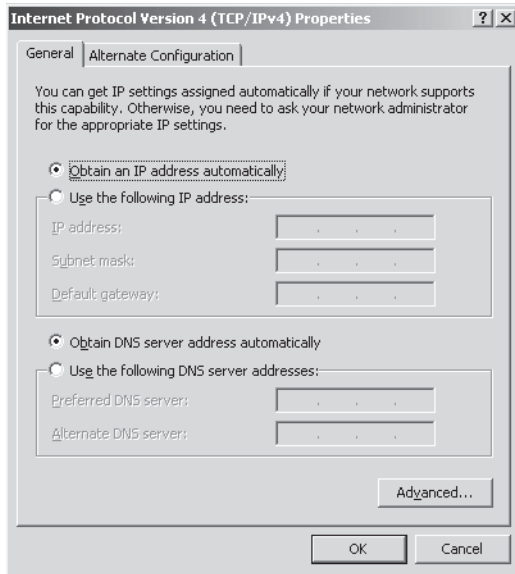 Internet Protocol Version 4 (TCP/IPv4) Properties ? X
General Alternate Configuration
You can get IP settings assigned automatically if your network supports
this capability. Otherwise, you need to ask your network administrator
for the appropriate IP settings.
Obtain an IP address automatically
Use the following IP address:
IP address:
Subnet mask:
Default gateway:
Obtain DNS server address automatically
Use the following DNS server addresses:
Preferred DNS server:
Alternate DNS server:
Advanced...
OK Cancel